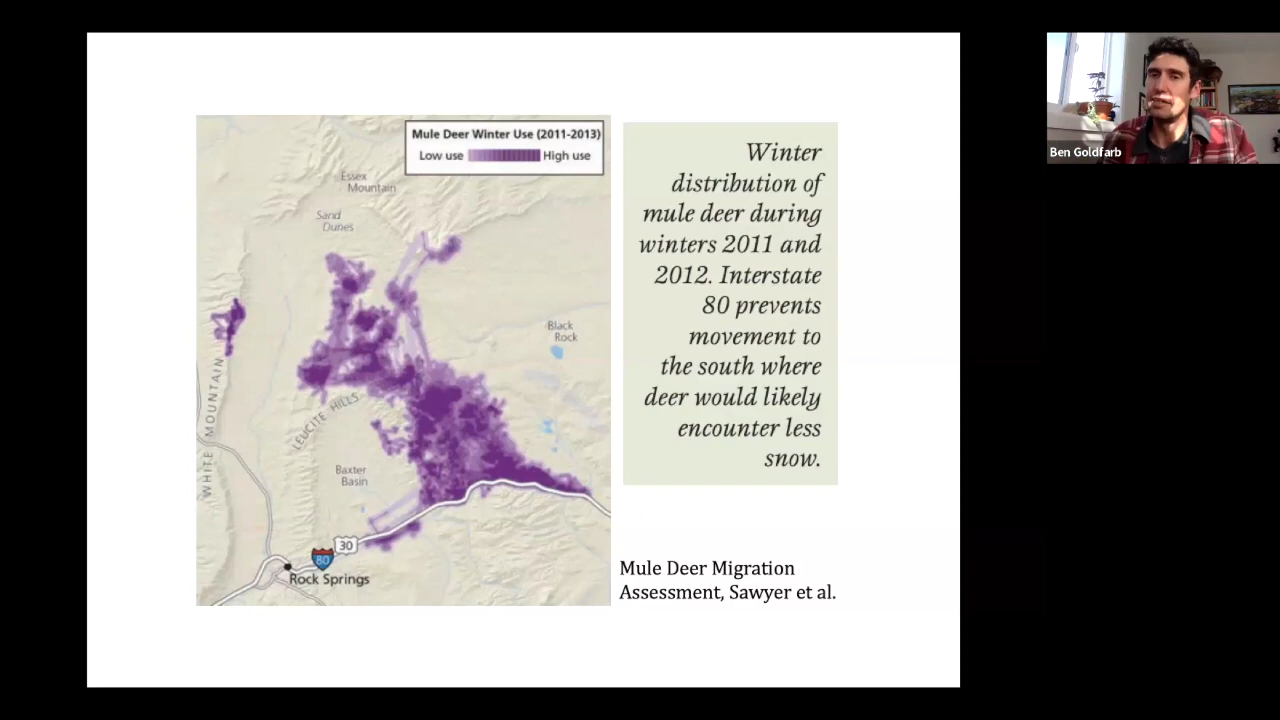 Mule Deer Winter Use (2011-2013)
Low use High use
Essex
Mountain
Sand
Dunes
Black
Rock
WHITE MOUNTAIN
LEUCITE HILLS
Baxter
Basin
30
80
Rock Springs
Winter
distribution of
mule deer during
winters 2011 and
2012. Interstate
80 prevents
movement to
the south where
deer would likely
encounter less
snow.
Mule Deer Migration
Assessment, Sawyer et al.
Ben Goldfarb